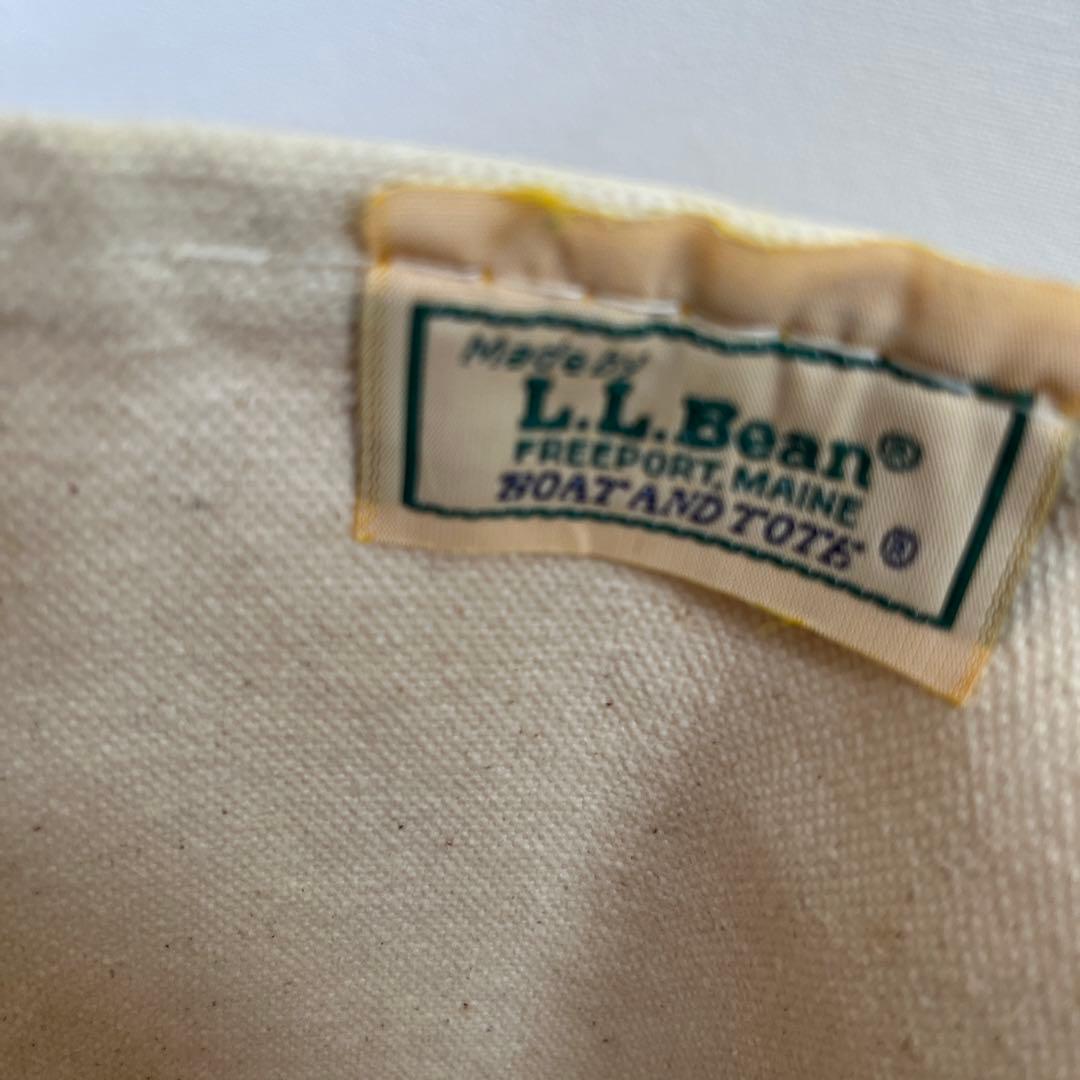 Made by
L.L.Bean®
FREEPORT, MAINE
BOAT AND TOTE ®